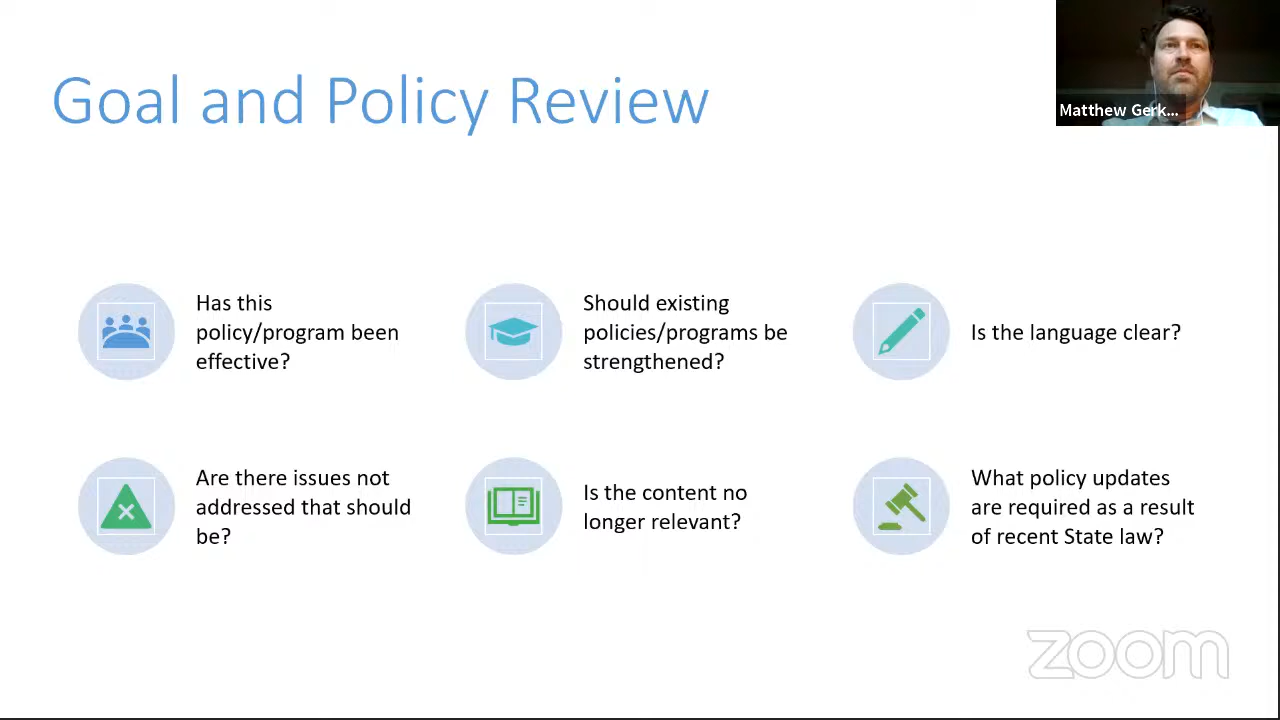 Goal and Policy Review
Matthew Gerk...
Has this
policy/program been
effective?
Should existing
policies/programs be
strengthened?
Is the language clear?
Are there issues not
addressed that should
be?
Is the content no
longer relevant?
What policy updates
are required as a result
of recent State law?
zoom